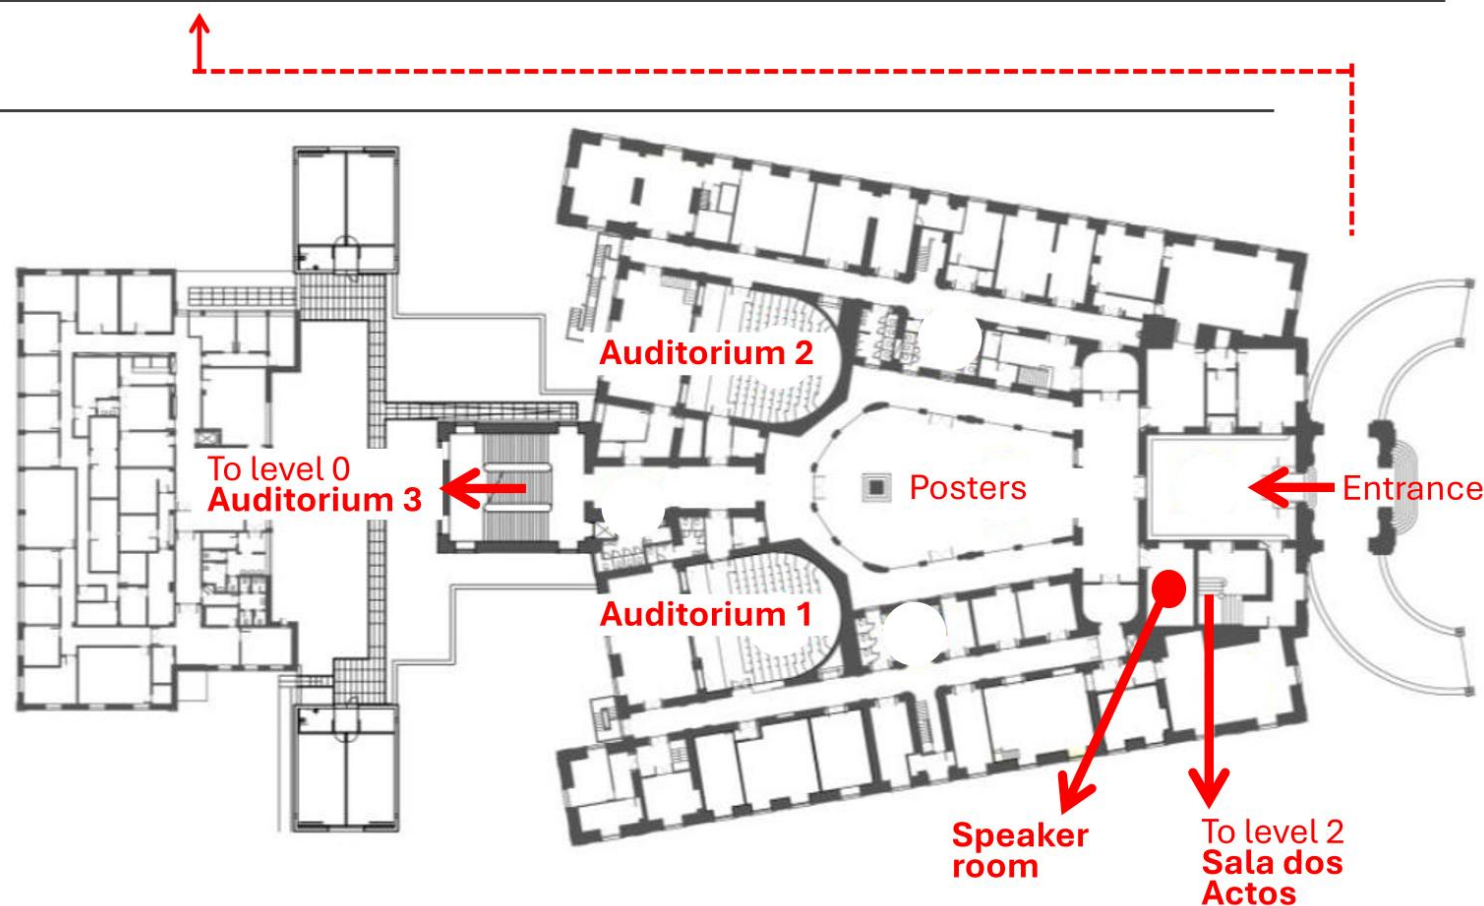 Auditorium 2
To level 0
Auditorium 3
Posters
Entrance
Auditorium 1
Speaker
room
To level 2
Sala dos
Actos